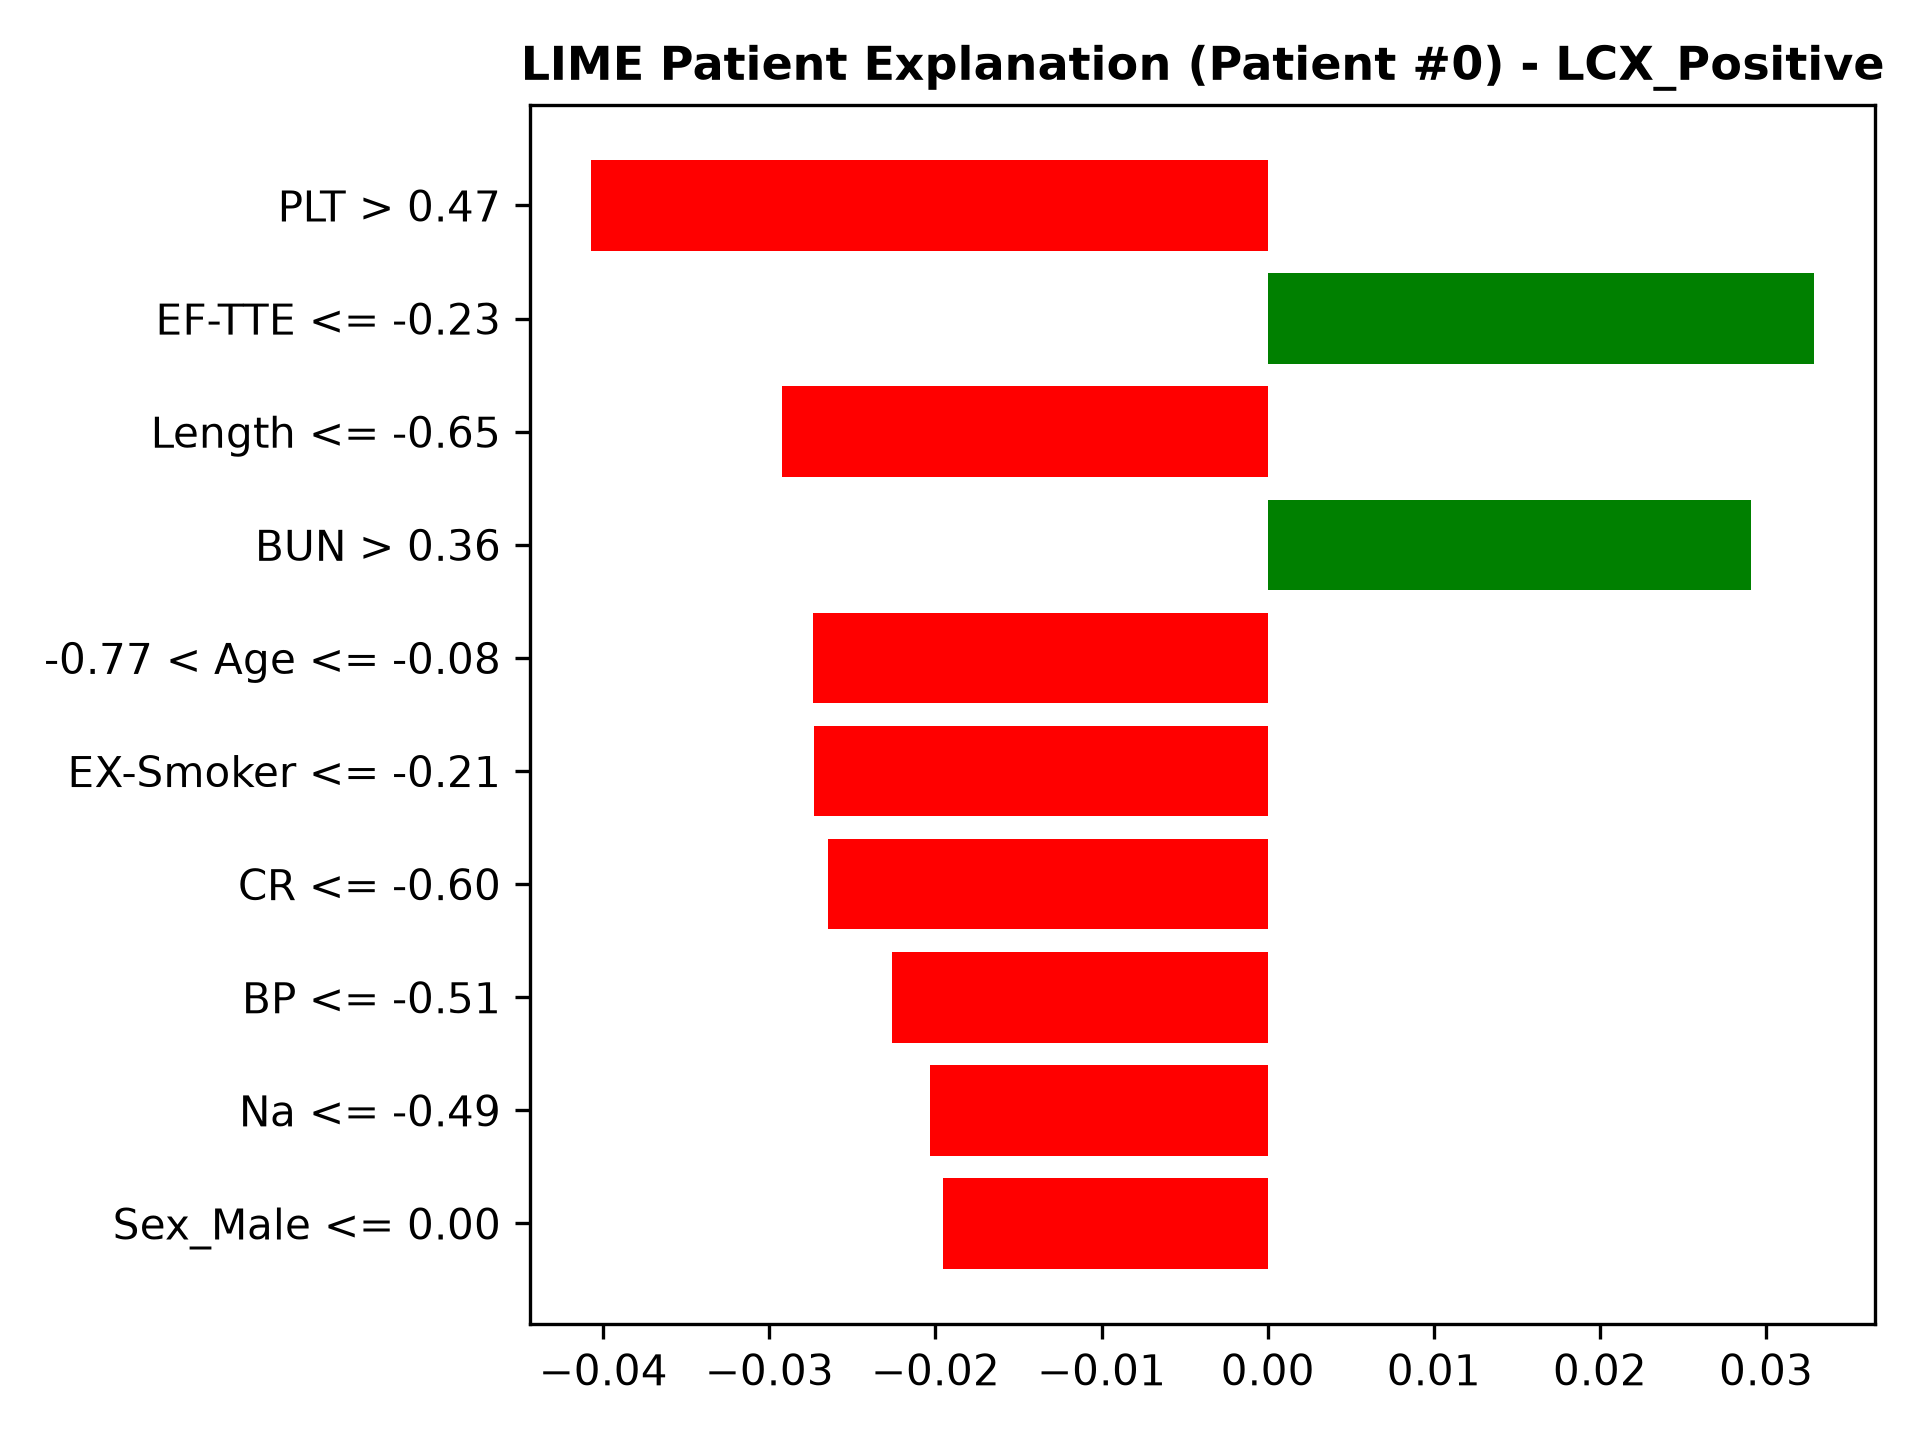 LIME Patient Explanation (Patient #0) - LCX_Positive
PLT > 0.47
EF-TTE <= -0.23
Length <= -0.65
BUN > 0.36
-0.77 < Age <= -0.08
EX-Smoker <= -0.21
CR <= -0.60
BP <= -0.51
Na <= -0.49
Sex_Male <= 0.00
−0.04 −0.03 −0.02 −0.01 0.00 0.01 0.02 0.03